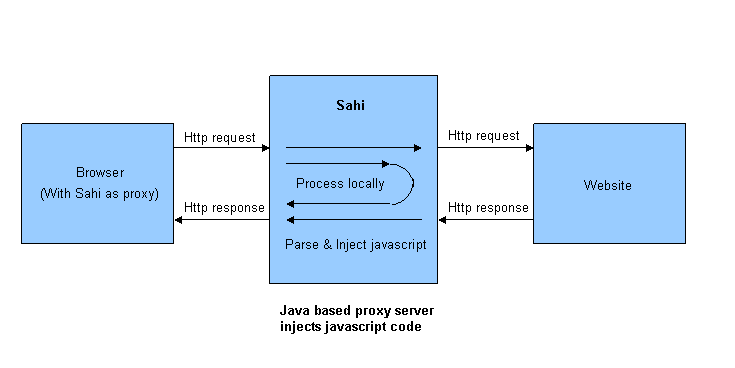 Sahi
Http request
Http request
Browser
(With Sahi as proxy)
Process locally
Website
Http response
Http response
Parse & Inject javascript
Java based proxy server
injects javascript code